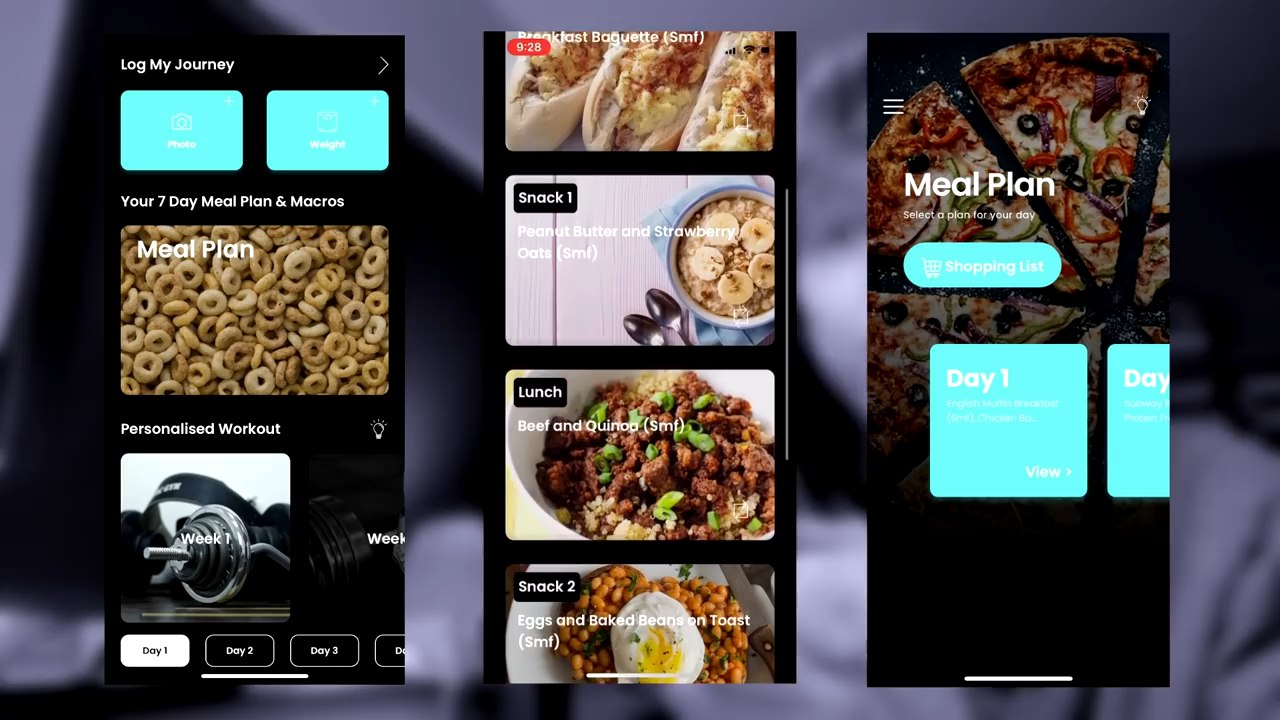 Log My Journey
Photo
Weight
Your 7 Day Meal Plan & Macros
Meal Plan
Personalised Workout
Week 1
Week
Day 1
Day 2
Day 3
Breakfast Baguette (Smf)
9:28
Snack 1
Peanut Butter and Strawberry
Oats (Smf)
Lunch
Beef and Quinoa (Smf)
Snack 2
Eggs and Baked Beans on Toast
(Smf)
Meal Plan
Select a plan for your day
Shopping List
Day 1
English Muffin Breakfast
(Smf), Chicken Ba...
View >
Day
Subway
Protein